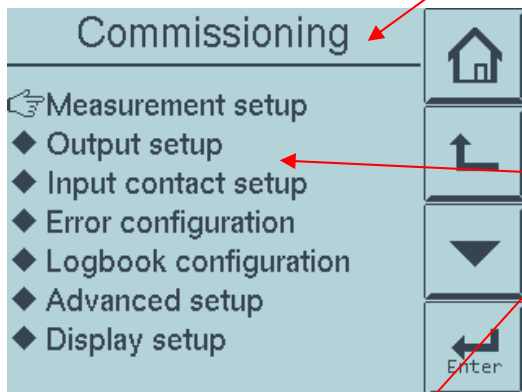 Commissioning
Measurement setup
Output setup
Input contact setup
Error configuration
Logbook configuration
Advanced setup
Display setup
Enter